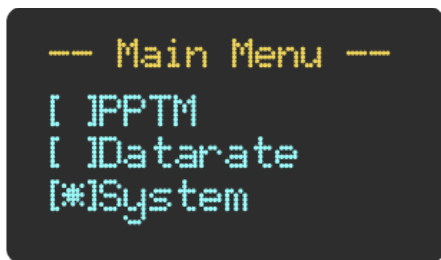 -- Main Menu --
[ ]PPTM
[ ]Datarate
[*]System